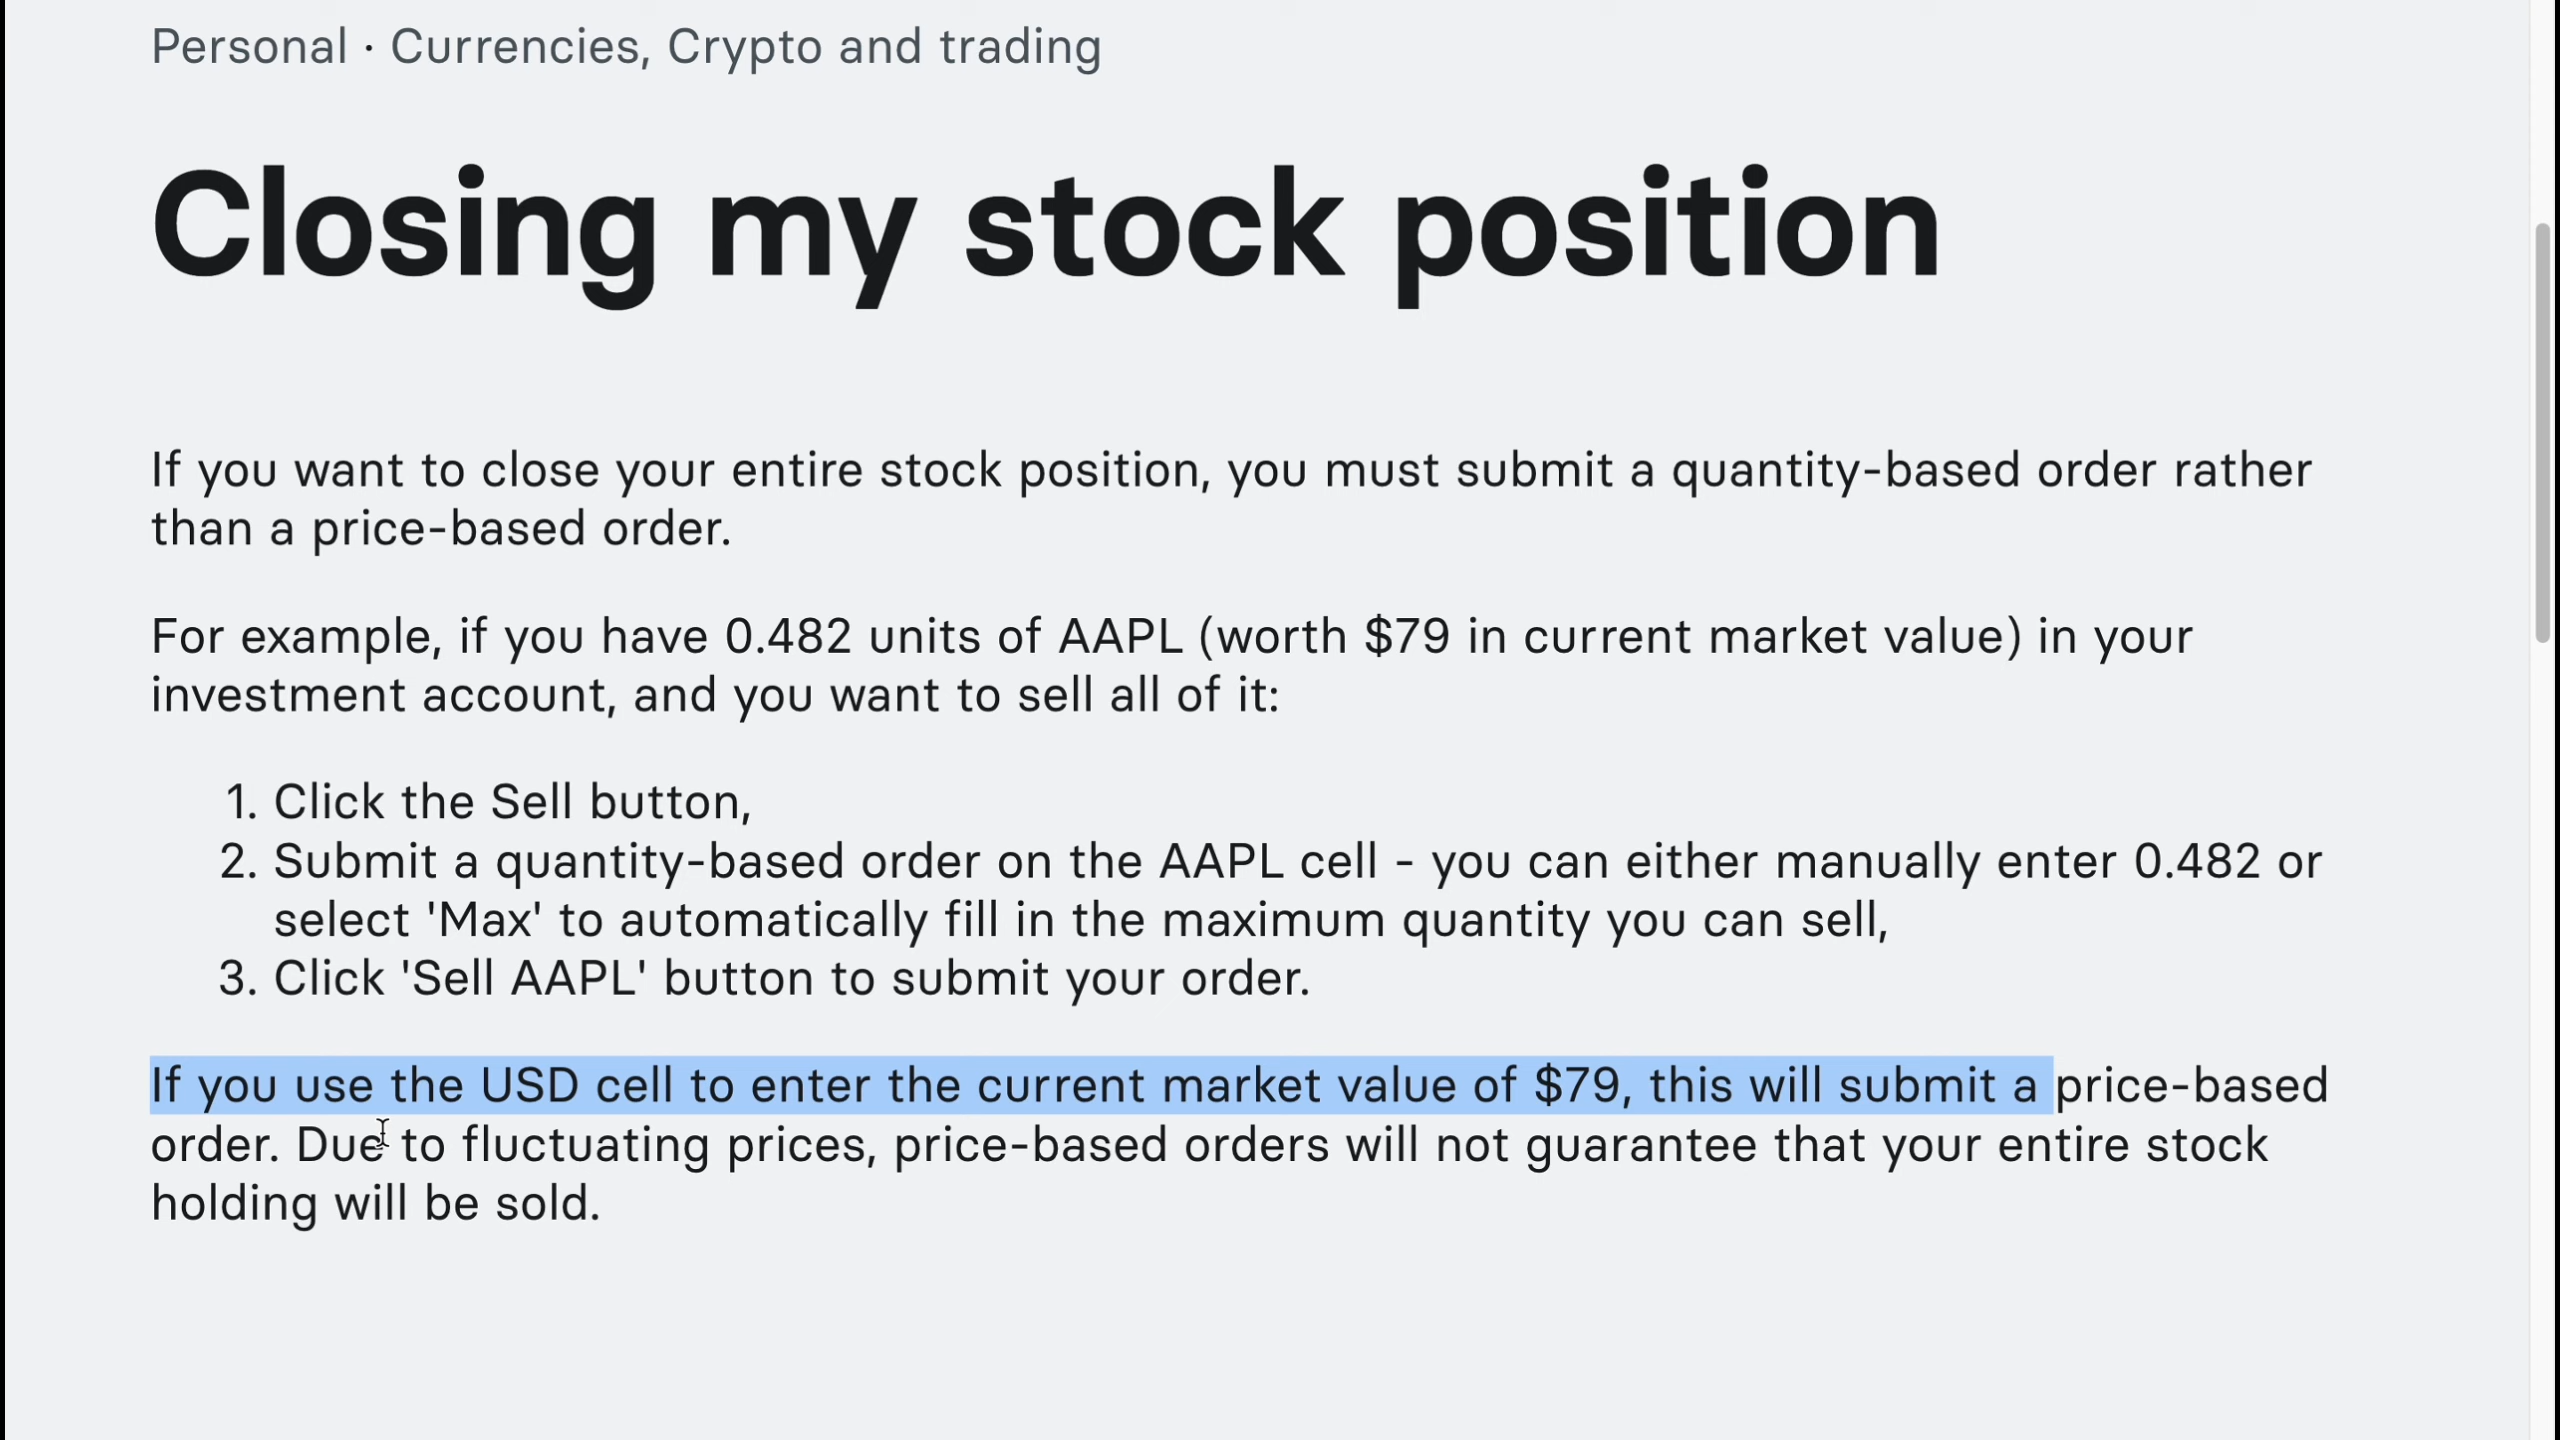 Personal · Currencies, Crypto and trading
Closing my stock position
If you want to close your entire stock position, you must submit a quantity-based order rather
than a price-based order.
For example, if you have 0.482 units of AAPL (worth $79 in current market value) in your
investment account, and you want to sell all of it:
1. Click the Sell button,
2. Submit a quantity-based order on the AAPL cell - you can either manually enter 0.482 or
select 'Max' to automatically fill in the maximum quantity you can sell,
3. Click 'Sell AAPL' button to submit your order.
If you use the USD cell to enter the current market value of $79, this will submit a price-based
order. Due to fluctuating prices, price-based orders will not guarantee that your entire stock
holding will be sold.